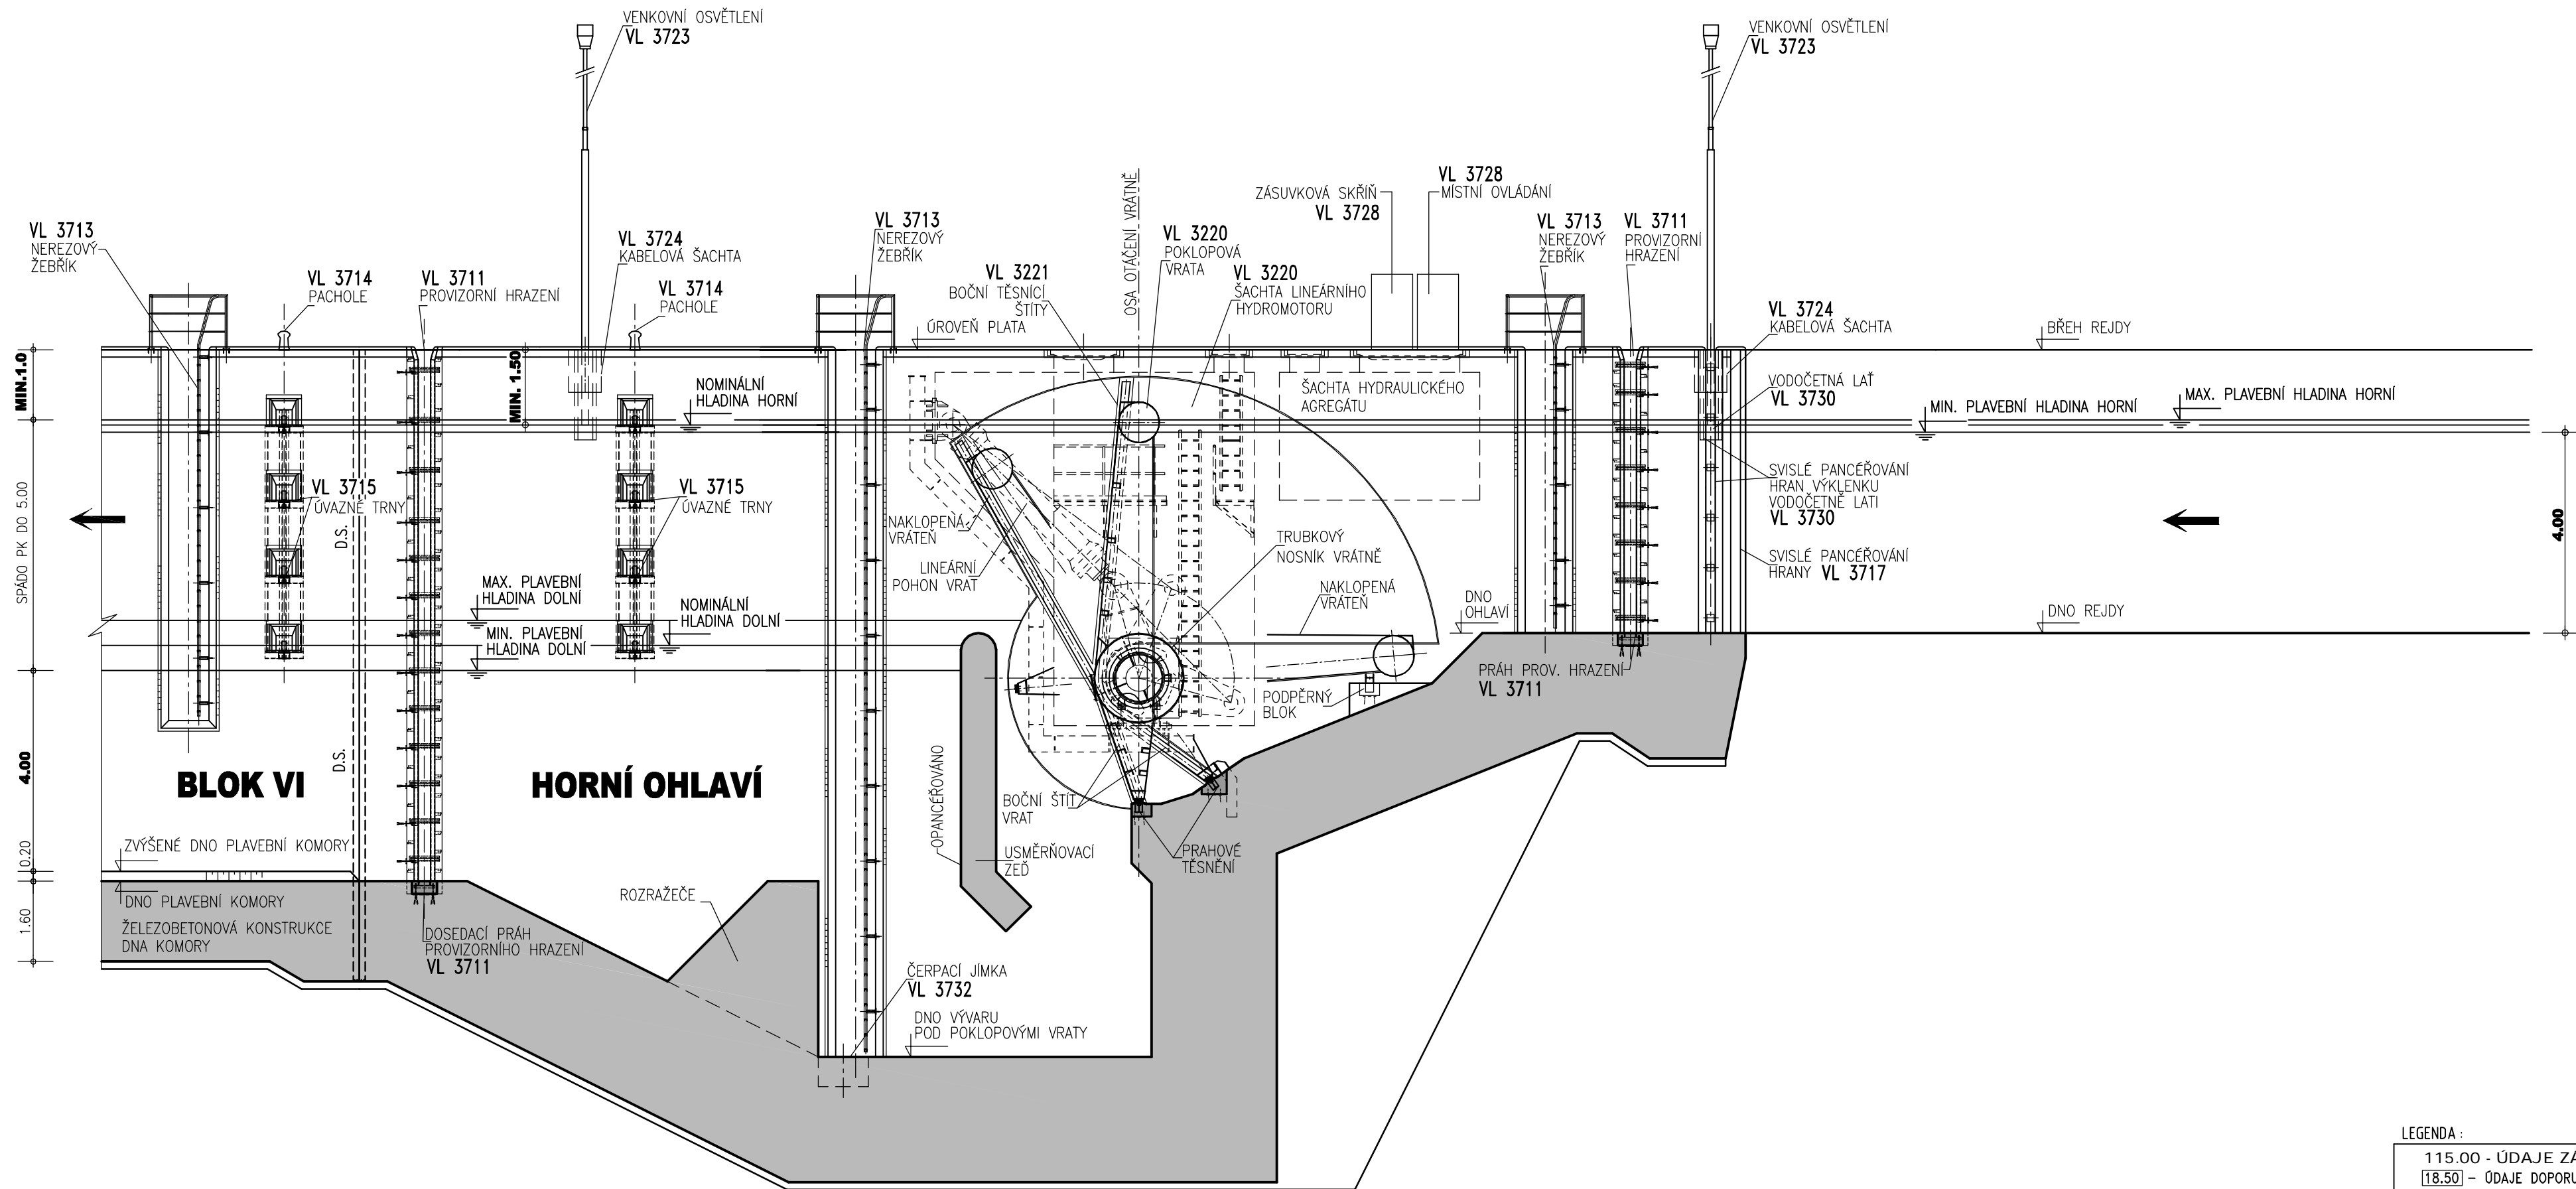 VENKOVNÍ OSVĚTLENÍ
VL 3723
VENKOVNÍ OSVĚTLENÍ
VL 3723
VL 3713
NEREZOVÝ
ŽEBŘÍK
VL 3714
PACHOLE
VL 3711
PROVIZORNÍ HRAZENÍ
VL 3724
KABELOVÁ ŠACHTA
VL 3714
PACHOLE
VL 3713
NEREZOVÝ
ŽEBŘÍK
VL 3221
BOČNÍ TĚSNÍCÍ
ŠTÍTY
ÚROVEŇ PLATA
OSA OTÁČENÍ VRÁTNĚ
VL 3220
POKLOPOVÁ
VRATA
VL 3220
ŠACHTA LINEÁRNÍHO
HYDROMOTORU
ZÁSUVKOVÁ SKŘÍŇ
VL 3728
VL 3728
MÍSTNÍ OVLÁDÁNÍ
VL 3713
NEREZOVÝ
ŽEBŘÍK
VL 3711
PROVIZORNÍ
HRAZENÍ
VL 3724
KABELOVÁ ŠACHTA
BŘEH REJDY
MIN.1.0
MIN. 1.50
NOMINÁLNÍ
HLADINA HORNÍ
ŠACHTA HYDRAULICKÉHO
AGREGÁTU
VODOČETNÁ LAŤ
VL 3730
MIN. PLAVEBNÍ HLADINA HORNÍ
MAX. PLAVEBNÍ HLADINA HORNÍ
SPÁDO PK DO 5.00
VL 3715
ÚVAZNÉ TRNY
D.S.
VL 3715
ÚVAZNÉ TRNY
NAKLOPENÁ
VRÁTEŇ
LINEÁRNÍ
POHON VRAT
TRUBKOVÝ
NOSNÍK VRÁTNĚ
NAKLOPENÁ
VRÁTEŇ
SVISLÉ PANCÉŘOVÁNÍ
HRAN VÝKLENKU
VODOČETNĚ LATI
VL 3730
SVISLÉ PANCÉŘOVÁNÍ
HRANY VL 3717
4.00
MAX. PLAVEBNÍ
HLADINA DOLNÍ
NOMINÁLNÍ
HLADINA DOLNÍ
MIN. PLAVEBNÍ
HLADINA DOLNÍ
DNO
OHLAVÍ
DNO REJDY
PRÁH PROV. HRAZENÍ
VL 3711
PODPĚRNÝ
BLOK
4.00
D.S.
BLOK VI
HORNÍ OHLAVÍ
OPANCÉŘOVÁNO
BOČNÍ ŠTÍT
VRAT
USMĚRŇOVACÍ
ZEĎ
PRAHOVÉ
TĚSNĚNÍ
0.20
ZVÝŠENÉ DNO PLAVEBNÍ KOMORY
DNO PLAVEBNÍ KOMORY
1.60
ŽELEZOBETONOVÁ KONSTRUKCE
DNA KOMORY
ROZRAŽEČE
DOSEDACÍ PRÁH
PROVIZORNÍHO HRAZENÍ
VL 3711
ČERPACÍ JÍMKA
VL 3732
DNO VÝVARU
POD POKLOPOVÝMI VRATY
LEGENDA :
115.00 - ÚDAJE ZÁ
18.50 – ÚDAJE DOPORU